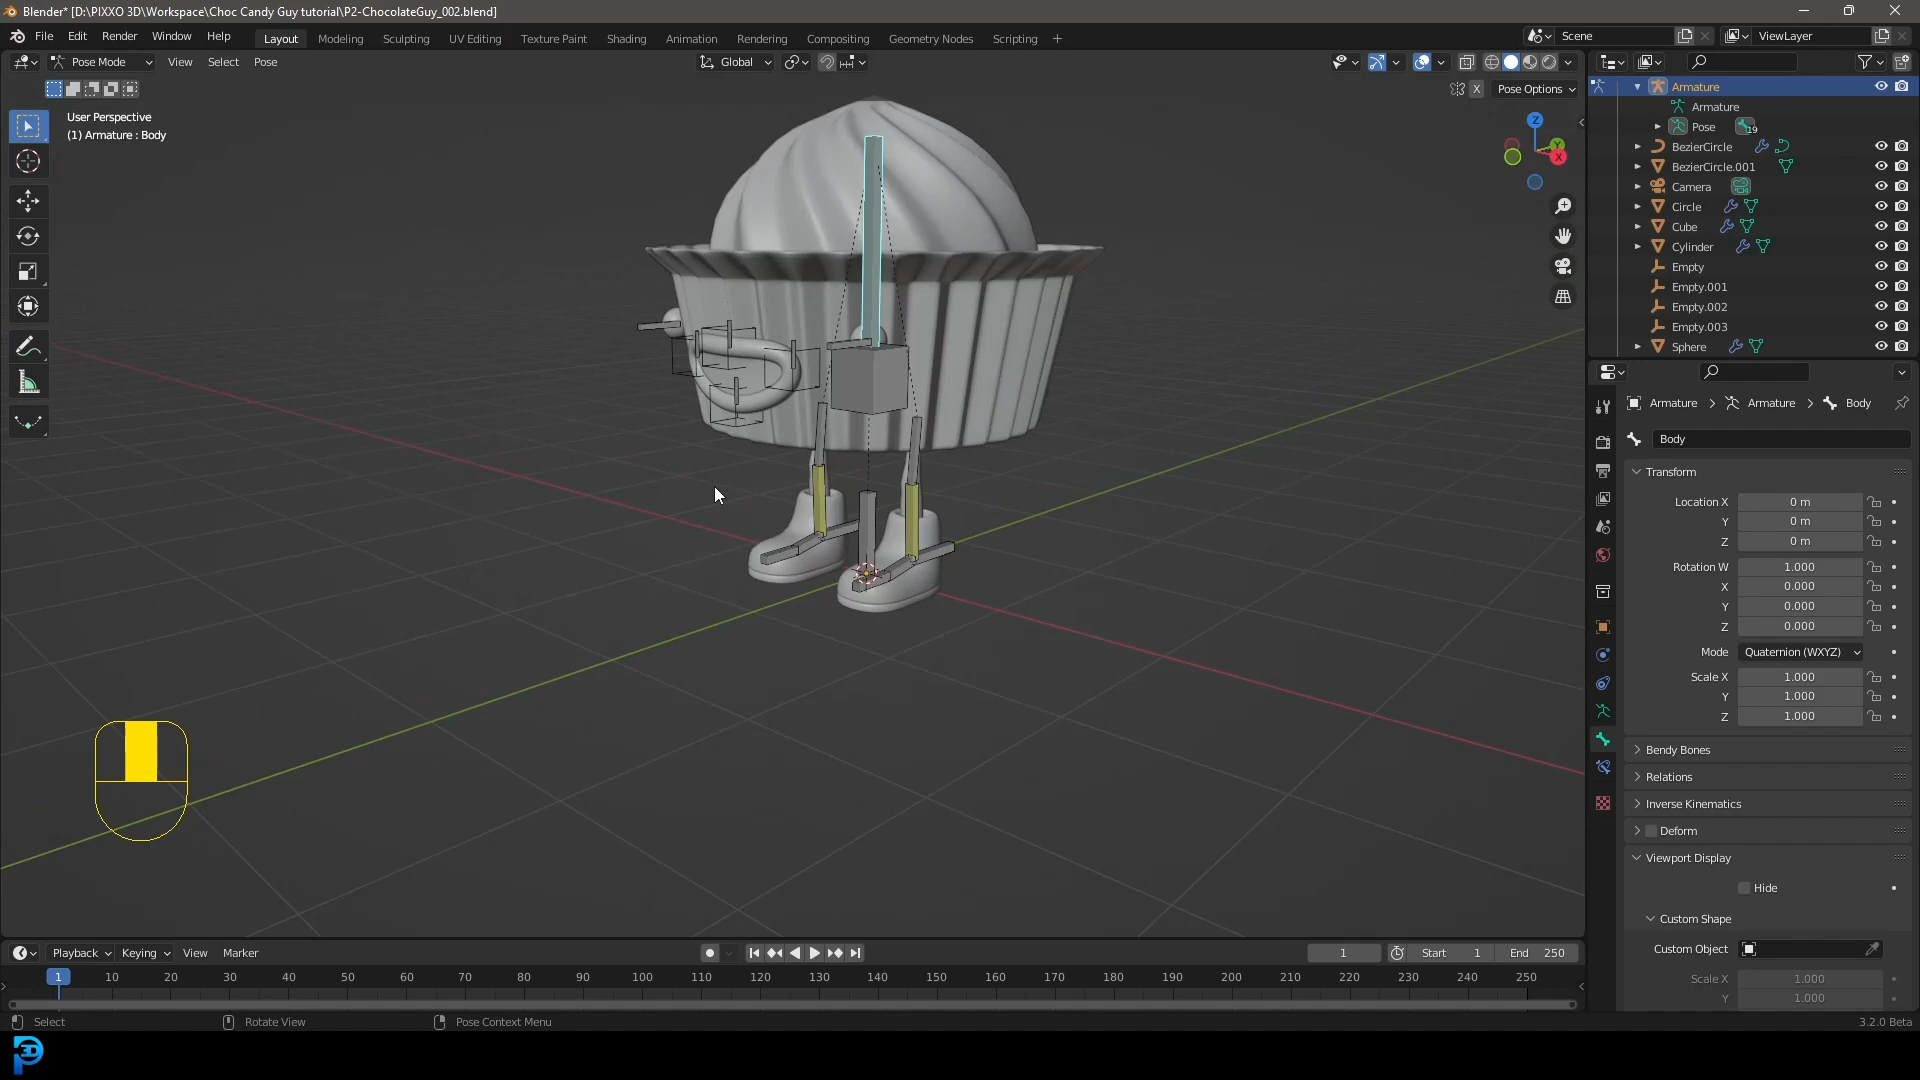 Blender* [D:\PIXXO 3D\Workspace\Choc Candy Guy tutorial\P2-ChocolateGuy_002.blend]
File Edit Render Window Help Layout Modeling Sculpting UV Editing Texture Paint Shading Animation Rendering Compositing Geometry Nodes Scripting + Scene ViewLayer
Pose Mode View Select Pose Global
X Pose Options
User Perspective
(1) Armature : Body
Z
Y
X
Armature
Armature
Pose 19
BezierCircle
BezierCircle.001
Camera
Circle
Cube
Cylinder
Empty
Empty.001
Empty.002
Empty.003
Sphere
Armature > Armature > Body
Body
Transform
Location X 0 m
Y 0 m
Z 0 m
Rotation W 1.000
X 0.000
Y 0.000
Z 0.000
Mode Quaternion (WXYZ)
Scale X 1.000
Y 1.000
Z 1.000
Bendy Bones
Relations
Inverse Kinematics
Deform
Viewport Display
Hide
Custom Shape
Custom Object
Scale X 1.000
Y 1.000
Playback Keying View Marker 1 Start 1 End 250
1 10 20 30 40 50 60 70 80 90 100 110 120 130 140 150 160 170 180 190 200 210 220 230 240 250
Select Rotate View Pose Context Menu 3.2.0 Beta
P3D